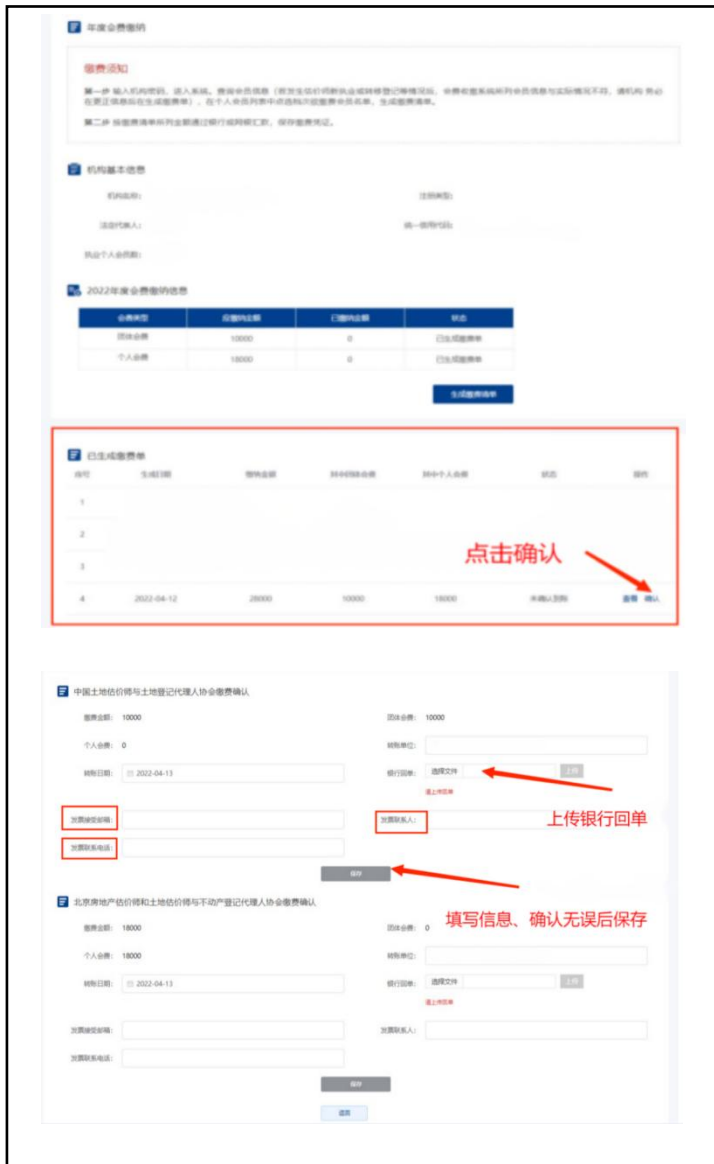 年度会费缴纳
缴费须知
第一步 输入机构密码，进入系统。查阅会员信息（若发生估价师新执业或转移登记等情况后，会费收缴系统所列会员信息与实际情况不符，请机构 务必
在更正信息后在生成缴费单），在个人会员列表中点选档次应缴费会员名单，生成缴费清单。
第二步 按缴费清单所列金额通过银行或网银汇款，保存缴费凭证。
机构基本信息
机构名称： 注册类型：
法定代表人： 统一信用代码：
执业个人会员数：
2022年度会费缴纳信息
会费类型 应缴纳金额 已缴纳金额 状态
团体会费 10000 0 已生成缴费单
个人会费 18000 0 已生成缴费单
生成缴费清单
已生成缴费单
序号 生成日期 缴纳金额 其中团体会费 其中个人会费 状态 操作
1
2
3
点击确认
4 2022-04-12 28000 10000 18000 未确认到账 查看 确认
中国土地估价师与土地登记代理人协会缴费确认
缴费金额： 10000 团体会费： 10000
个人会费： 0 转账单位：
转账日期： 2022-04-13 银行回单： 选择文件 上传
请上传回单
发票接受邮箱： 发票联系人： 上传银行回单
发票联系电话：
保存
北京房地产估价师和土地估价师与不动产登记代理人协会缴费确认
填写信息、确认无误后保存
缴费金额： 18000 团体会费： 0
个人会费： 18000 转账单位：
转账日期： 2022-04-13 银行回单： 选择文件 上传
请上传回单
发票接受邮箱： 发票联系人：
发票联系电话：
保存
返回